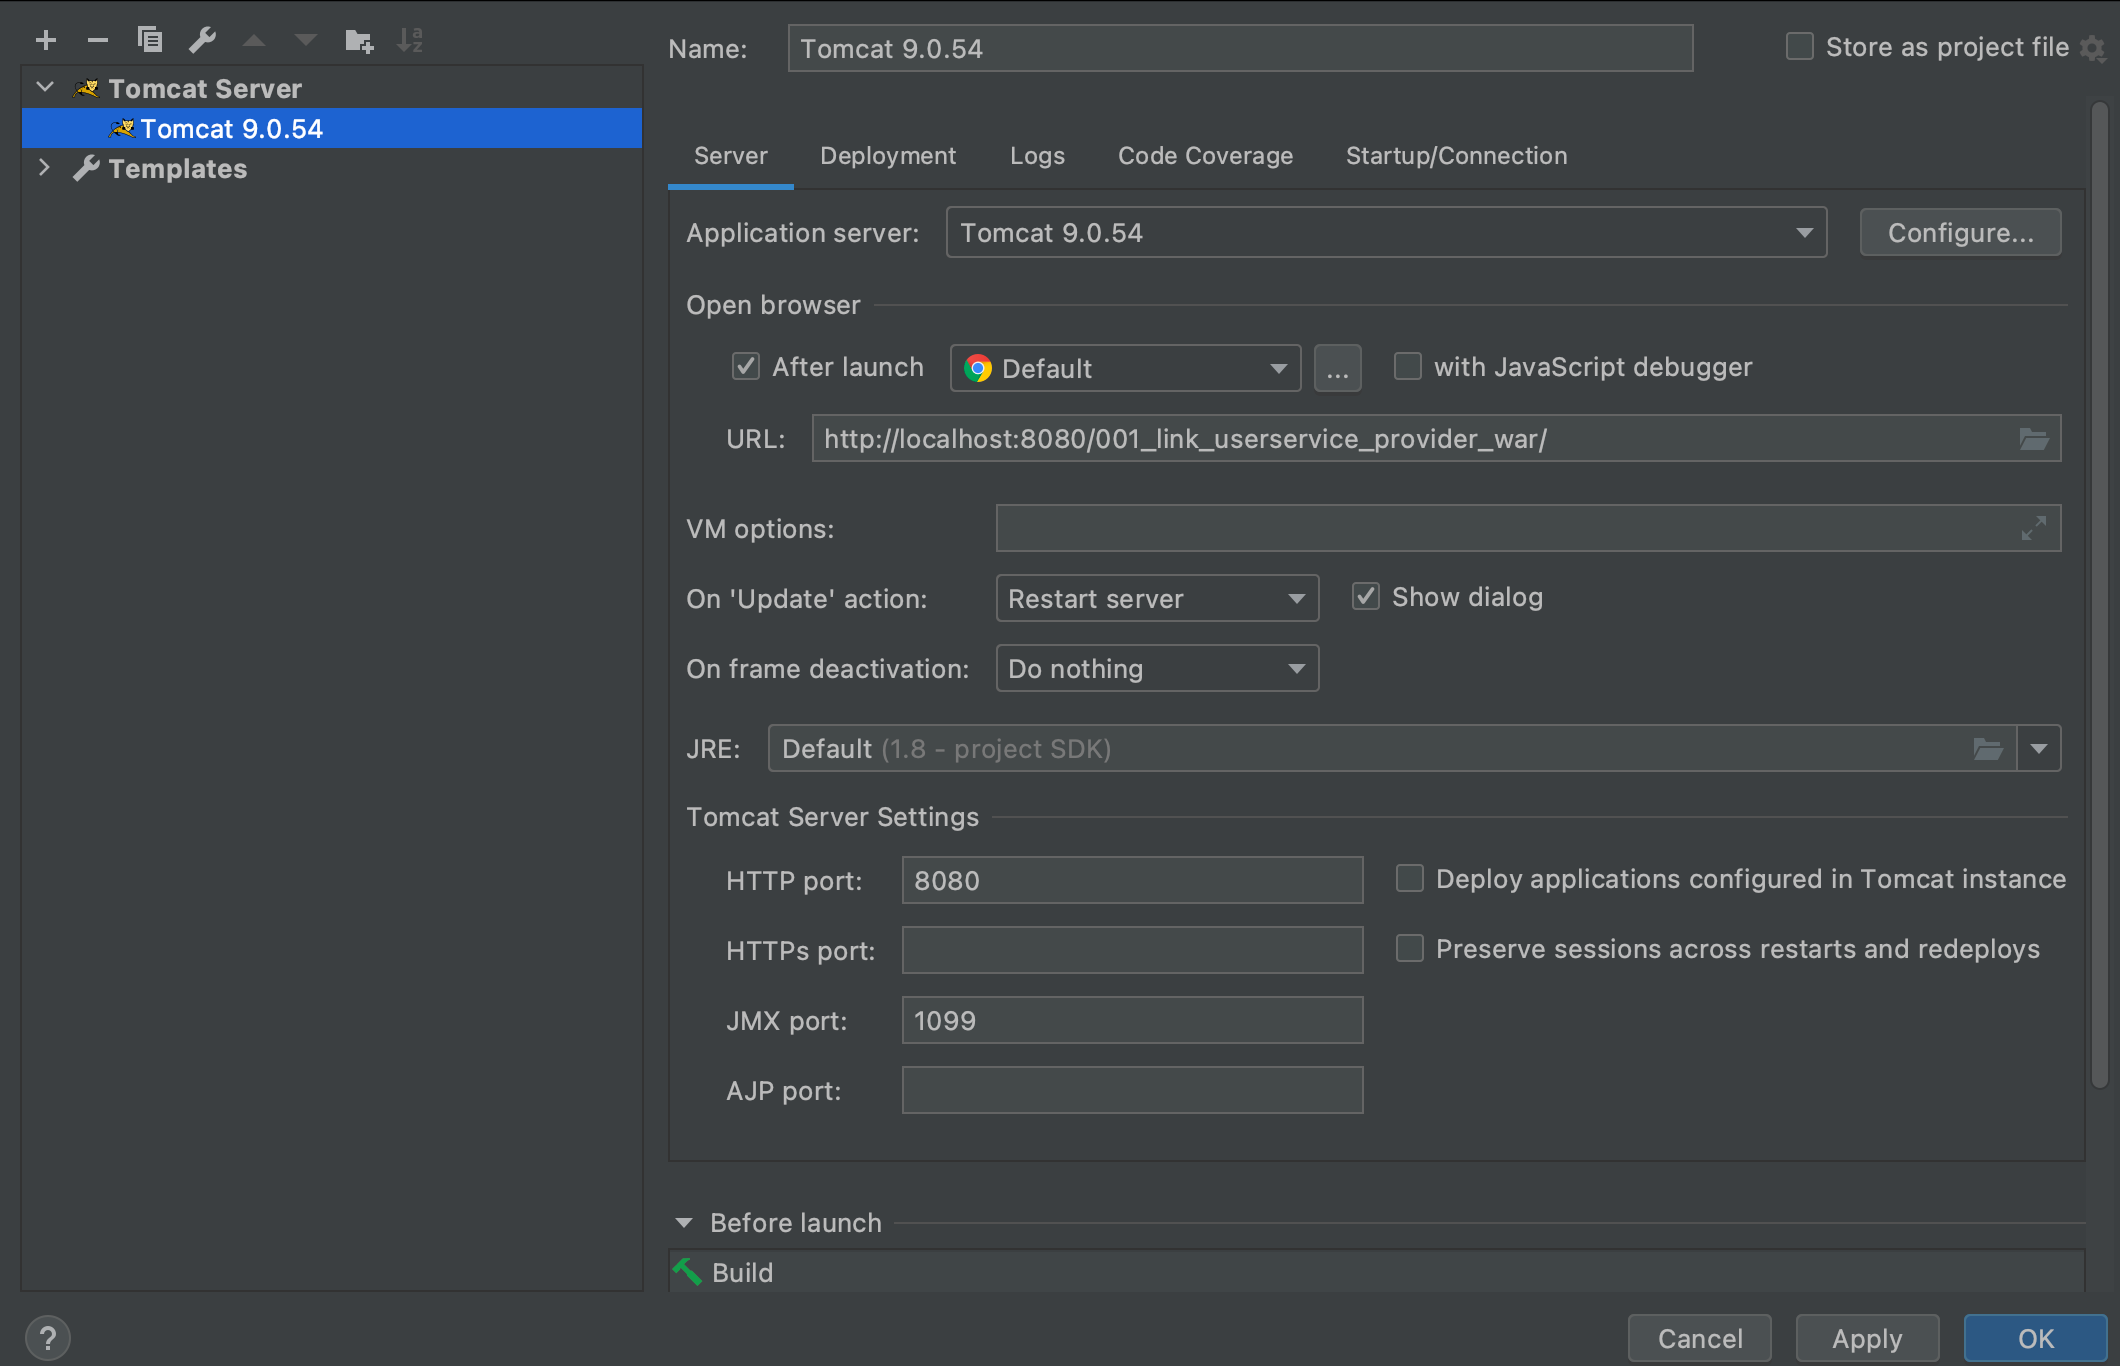 Name:
Tomcat 9.0.54
Store as project file
Tomcat Server
Tomcat 9.0.54
Templates
Server
Deployment
Logs
Code Coverage
Startup/Connection
Application server:
Tomcat 9.0.54
Configure...
Open browser
After launch
Default
...
with JavaScript debugger
URL:
http://localhost:8080/001_link_userservice_provider_war/
VM options:
On 'Update' action:
Restart server
Show dialog
On frame deactivation:
Do nothing
JRE:
Default (1.8 - project SDK)
Tomcat Server Settings
HTTP port:
8080
Deploy applications configured in Tomcat instance
HTTPs port:
Preserve sessions across restarts and redeploys
JMX port:
1099
AJP port:
Before launch
Build
?
Cancel
Apply
OK